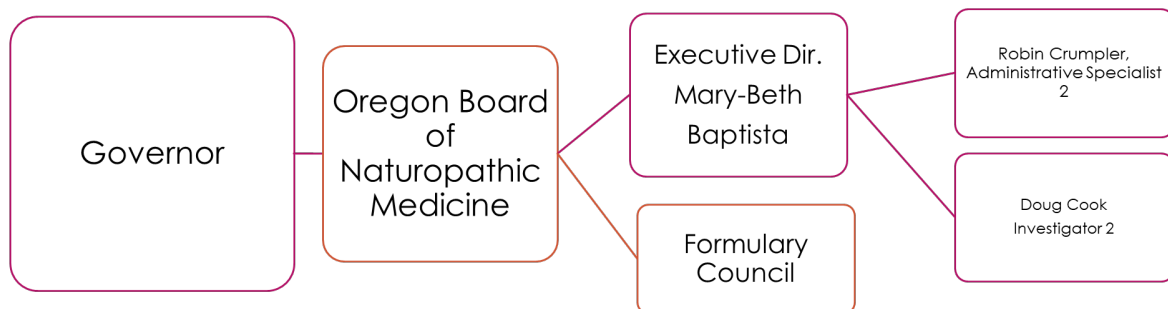 Governor
Oregon Board
of
Naturopathic
Medicine
Executive Dir.
Mary-Beth
Baptista
Formulary
Council
Robin Crumpler,
Administrative Specialist
2
Doug Cook
Investigator 2